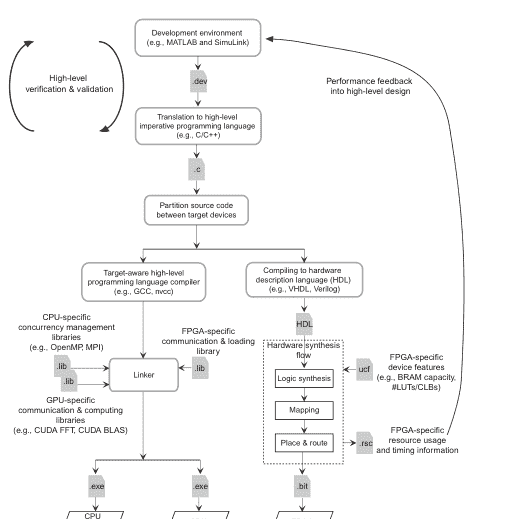 Development environment
(e.g., MATLAB and SimuLink)
High-level
verification & validation
Performance feedback
into high-level design
.dev
Translation to high-level
imperative programming language
(e.g., C/C++)
.c
Partition source code
between target devices
Target-aware high-level
programming language compiler
(e.g., GCC, nvcc)
Compiling to hardware
description language (HDL)
(e.g., VHDL, Verilog)
CPU-specific
concurrency management
libraries
(e.g., OpenMP, MPI)
FPGA-specific
communication & loading
library
HDL
Hardware synthesis
flow
.lib
.lib
Linker
.lib
Logic synthesis
ucf
FPGA-specific
device features
(e.g., BRAM capacity,
#LUTs/CLBs)
GPU-specific
communication & computing
libraries
(e.g., CUDA FFT, CUDA BLAS)
Mapping
Place & route
.rsc
FPGA-specific
resource usage
and timing information
.exe
.exe
.bit
CPU